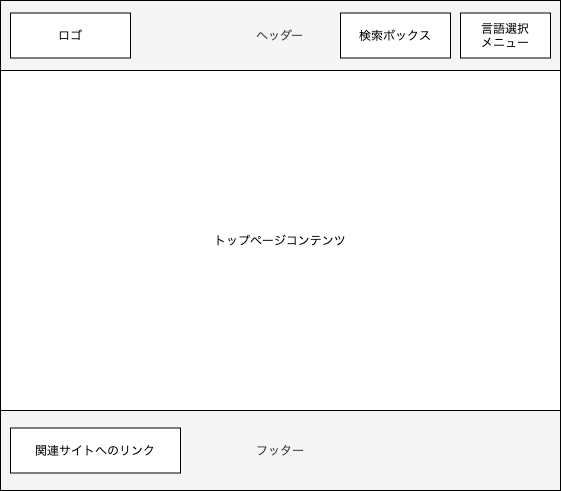 ロゴ
ヘッダー
検索ボックス
言語選択
メニュー
トップページコンテンツ
関連サイトへのリンク
フッター